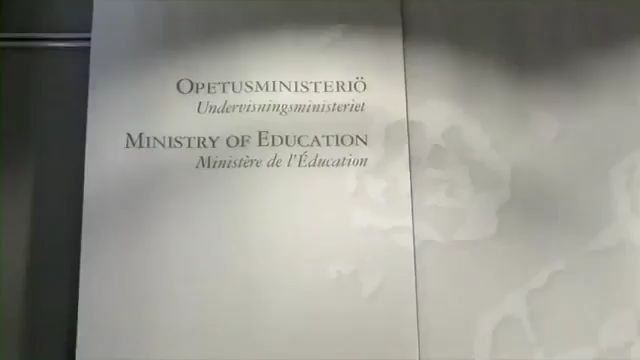 OPETUSMINISTERIÖ
Undervisningsministeriet
MINISTRY OF EDUCATION
Ministère de l'Éducation